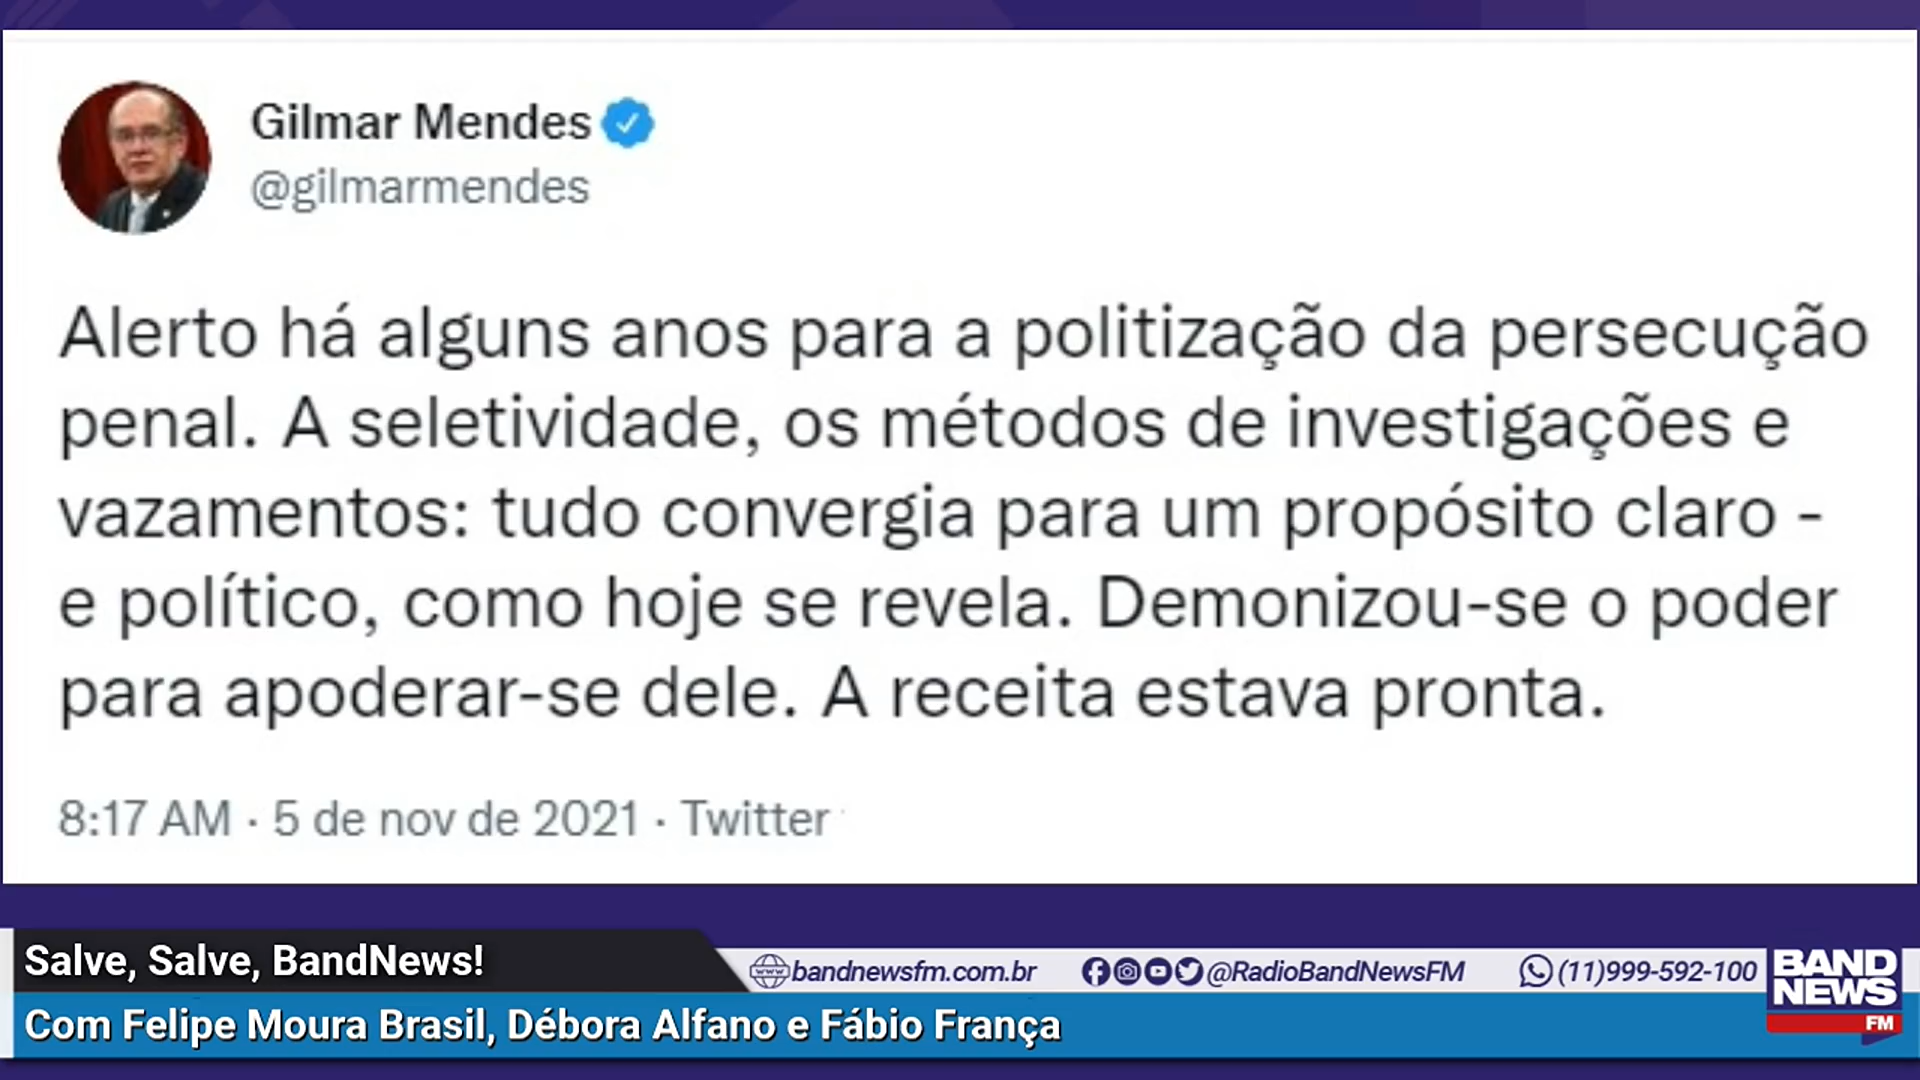 Gilmar Mendes
@gilmarmendes
Alerto há alguns anos para a politização da persecução
penal. A seletividade, os métodos de investigações e
vazamentos: tudo convergia para um propósito claro -
e político, como hoje se revela. Demonizou-se o poder
para apoderar-se dele. A receita estava pronta.
8:17 AM · 5 de nov de 2021 · Twitter
Salve, Salve, BandNews!
bandnewsfm.com.br
@RadioBandNewsFM
(11)999-592-100
BAND
NEWS
FM
Com Felipe Moura Brasil, Débora Alfano e Fábio França